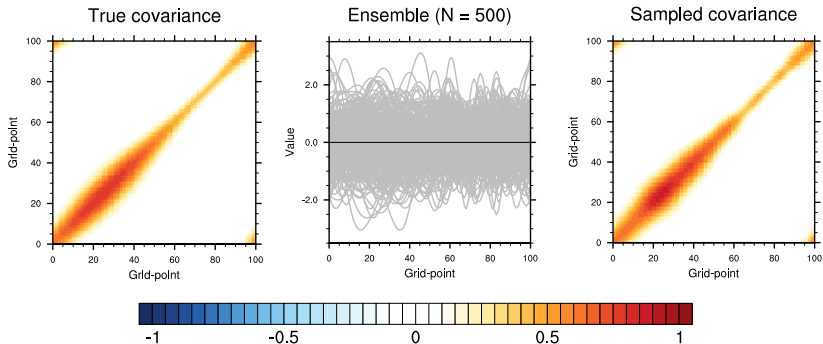 True covariance
Ensemble (N = 500)
Sampled covariance
100
80
60
40
20
0
Grid-point
0 20 40 60 80 100
Grid-point
2.0
0.0
-2.0
Value
0 20 40 60 80 100
Grid-point
100
80
60
40
20
0
Grid-point
0 20 40 60 80 100
Grid-point
-1 -0.5 0 0.5 1